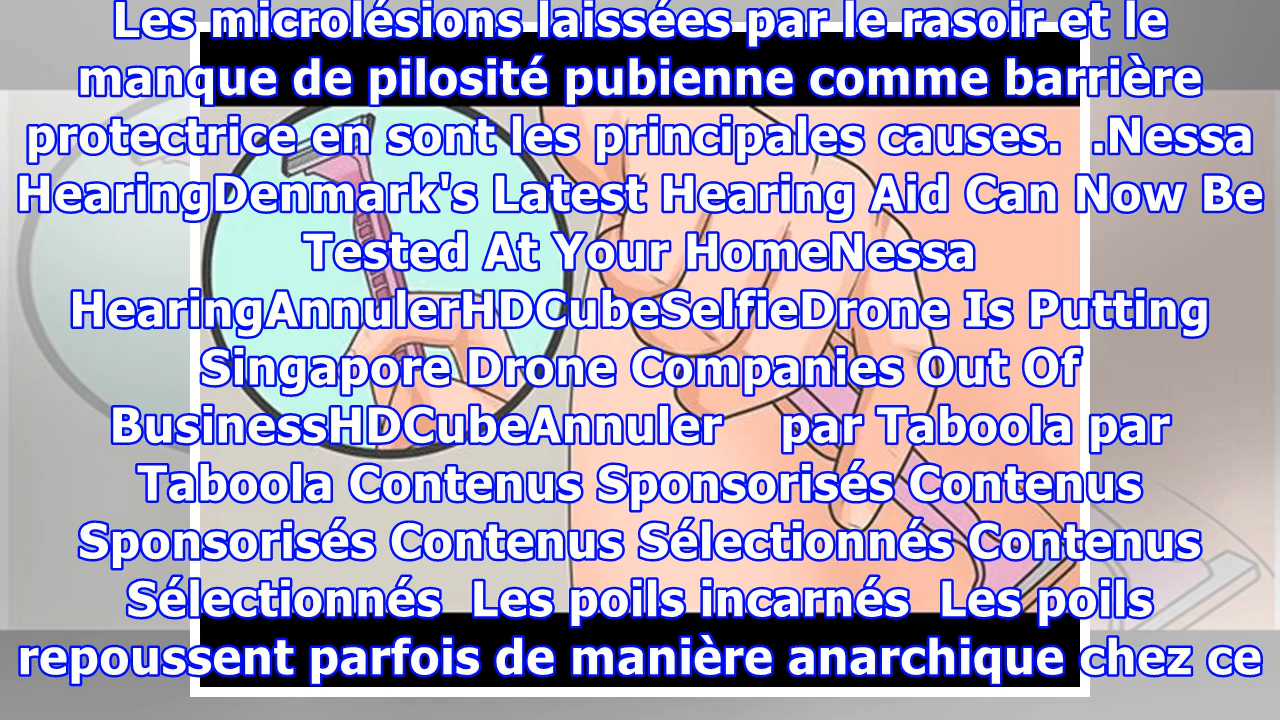 Les microlésions laissées par le rasoir et le
manque de pilosité pubienne comme barrière
protectrice en sont les principales causes.  .Nessa
HearingDenmark's Latest Hearing Aid Can Now Be
Tested At Your HomeNessa
HearingAnnulerHDCubeSelfieDrone Is Putting
Singapore Drone Companies Out Of
BusinessHDCubeAnnuler    par Taboola par
Taboola Contenus Sponsorisés Contenus
Sponsorisés Contenus Sélectionnés Contenus
Sélectionnés  Les poils incarnés  Les poils
repoussent parfois de manière anarchique chez ce